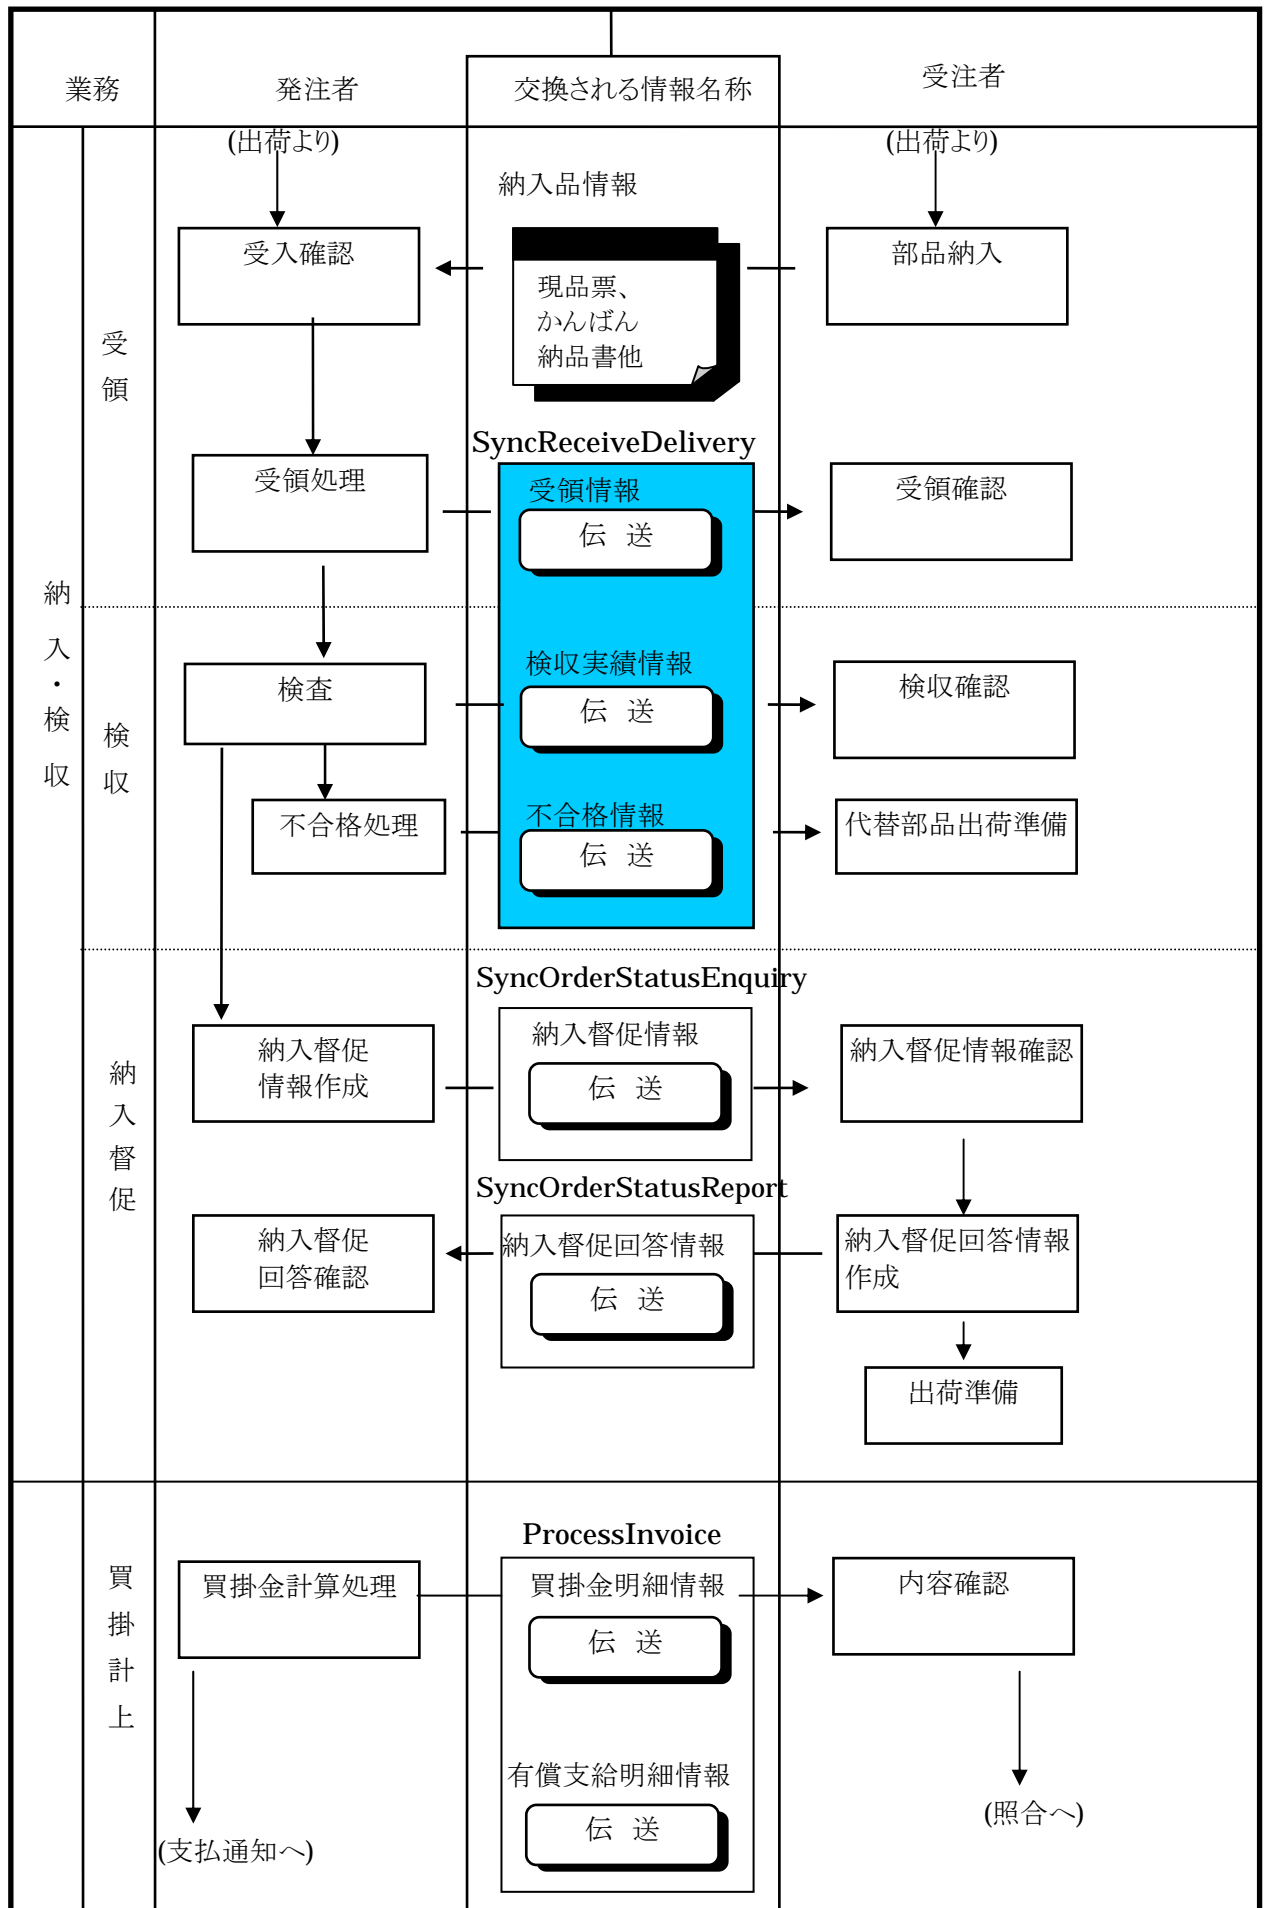 業務
発注者
交換される情報名称
受注者
(出荷より)
(出荷より)
納入品情報
受入確認
部品納入
現品票、
かんばん
納品書他
受領
SyncReceiveDelivery
受領処理
受領情報
伝 送
受領確認
納入・検収
検収
検査
検収実績情報
伝 送
検収確認
不合格処理
不合格情報
伝 送
代替部品出荷準備
SyncOrderStatusEnquiry
納入督促
納入督促
情報作成
納入督促情報
伝 送
納入督促情報確認
SyncOrderStatusReport
納入督促
回答確認
納入督促回答情報
伝 送
納入督促回答情報
作成
出荷準備
ProcessInvoice
買掛計上
買掛金計算処理
買掛金明細情報
伝 送
内容確認
有償支給明細情報
伝 送
(支払通知へ)
(照合へ)